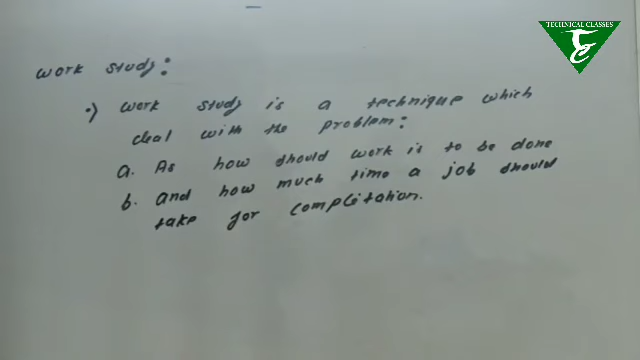 TECHNICAL CLASSES
work study:
•) work study is a technique which
deal with the problem:
a. As how should work is to be done
b. and how much time a job should
take for complitation.